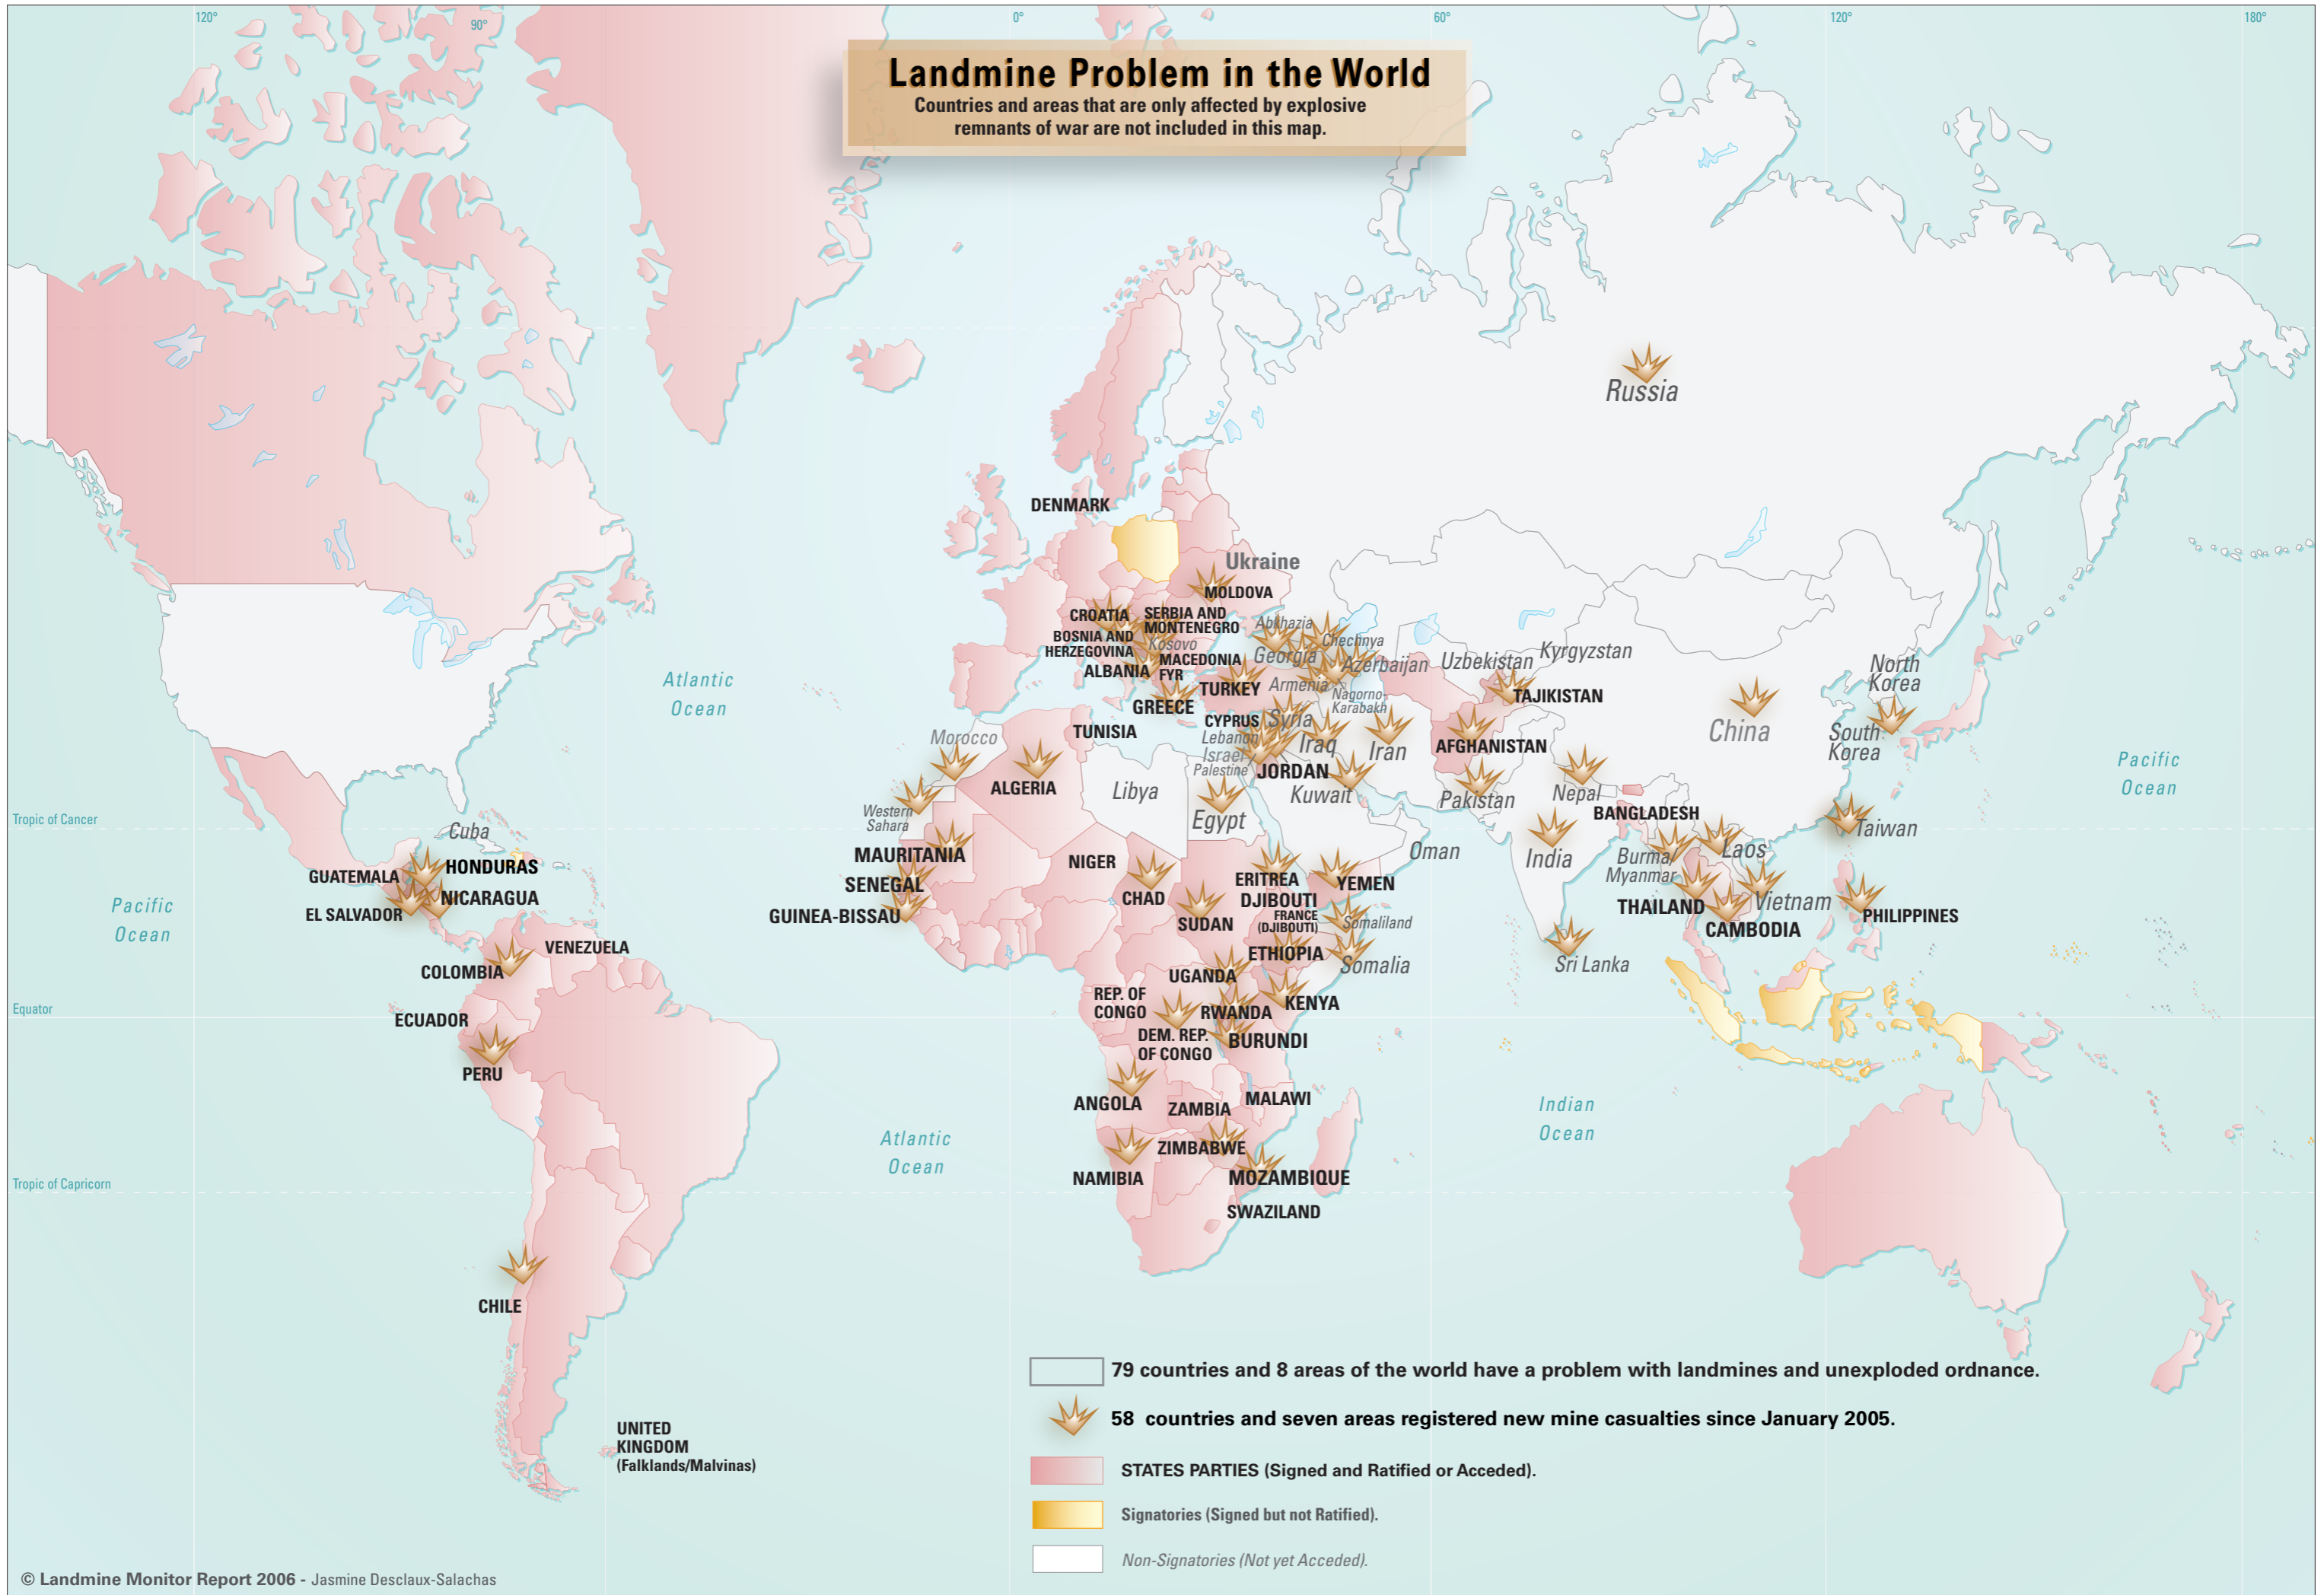 120°
90°
0°
60°
120°
180°
Landmine Problem in the World
Countries and areas that are only affected by explosive
remnants of war are not included in this map.
Russia
DENMARK
Ukraine
MOLDOVA
CROATIA
SERBIA AND
MONTENEGRO
BOSNIA AND
HERZEGOVINA
Kosovo
ALBANIA
MACEDONIA
FYR
GREECE
TURKEY
Abkhazia
Chechnya
Georgia
Azerbaijan
Armenia
Nagorno-
Karabakh
Uzbekistan
Kyrgyzstan
TAJIKISTAN
North
Korea
South
Korea
China
Atlantic
Ocean
Morocco
TUNISIA
CYPRUS
Syria
Lebanon
Israel
Palestine
Iraq
Iran
AFGHANISTAN
JORDAN
Kuwait
Pakistan
Nepal
ALGERIA
Libya
Egypt
Western
Sahara
BANGLADESH
Taiwan
Pacific
Ocean
Tropic of Cancer
Cuba
MAURITANIA
NIGER
Oman
India
Burma/
Myanmar
Laos
GUATEMALA
HONDURAS
NICARAGUA
EL SALVADOR
SENEGAL
GUINEA-BISSAU
CHAD
SUDAN
ERITREA
YEMEN
DJIBOUTI
FRANCE
(DJIBOUTI)
Somaliland
THAILAND
Vietnam
CAMBODIA
PHILIPPINES
Pacific
Ocean
VENEZUELA
COLOMBIA
ETHIOPIA
Somalia
Sri Lanka
UGANDA
Equator
ECUADOR
REP. OF
CONGO
RWANDA
KENYA
DEM. REP.
OF CONGO
BURUNDI
PERU
ANGOLA
ZAMBIA
MALAWI
Indian
Ocean
Atlantic
Ocean
ZIMBABWE
NAMIBIA
MOZAMBIQUE
Tropic of Capricorn
SWAZILAND
CHILE
UNITED
KINGDOM
(Falklands/Malvinas)
79 countries and 8 areas of the world have a problem with landmines and unexploded ordnance.
58 countries and seven areas registered new mine casualties since January 2005.
STATES PARTIES (Signed and Ratified or Acceded).
Signatories (Signed but not Ratified).
Non-Signatories (Not yet Acceded).
© Landmine Monitor Report 2006 - Jasmine Desclaux-Salachas